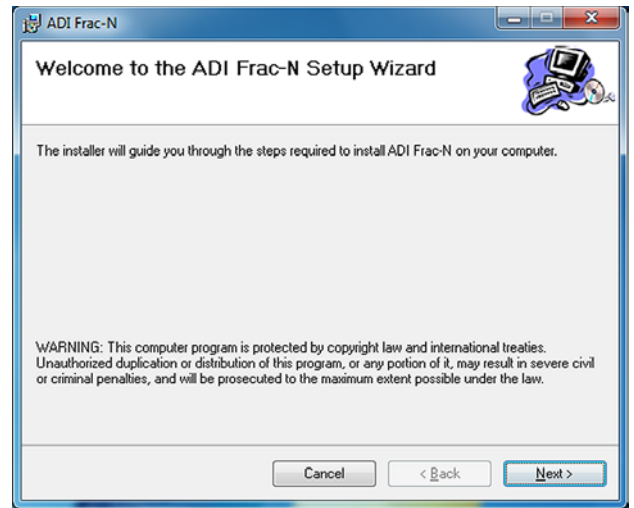 ADI Frac-N
Welcome to the ADI Frac-N Setup Wizard
The installer will guide you through the steps required to install ADI Frac-N on your computer.
WARNING: This computer program is protected by copyright law and international treaties.
Unauthorized duplication or distribution of this program, or any portion of it, may result in severe civil
or criminal penalties, and will be prosecuted to the maximum extent possible under the law.
Cancel
< Back
Next >